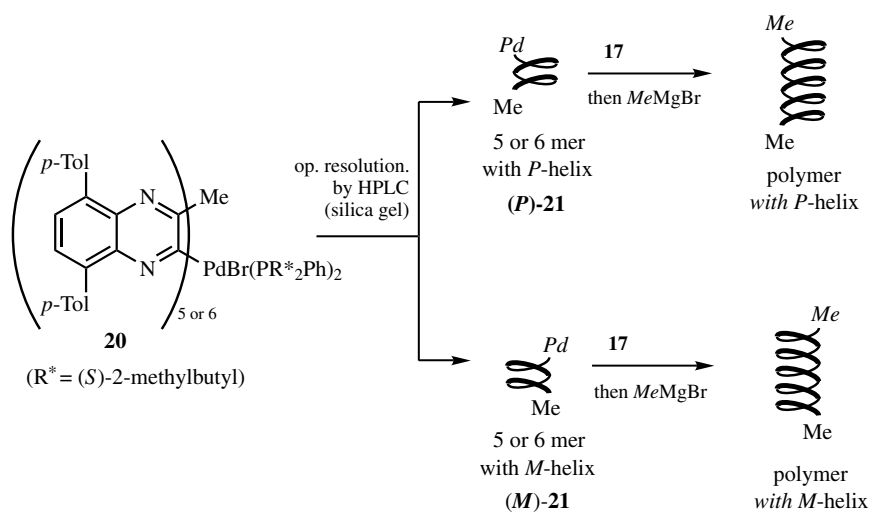 p-Tol
N
Me
N
PdBr(PR*2Ph)2
p-Tol
5 or 6
20
(R* = (S)-2-methylbutyl)
op. resolution.
by HPLC
(silica gel)
Pd
Me
5 or 6 mer
with P-helix
(P)-21
17
then MeMgBr
Me
Me
polymer
with P-helix
Pd
Me
5 or 6 mer
with M-helix
(M)-21
17
then MeMgBr
Me
Me
polymer
with M-helix